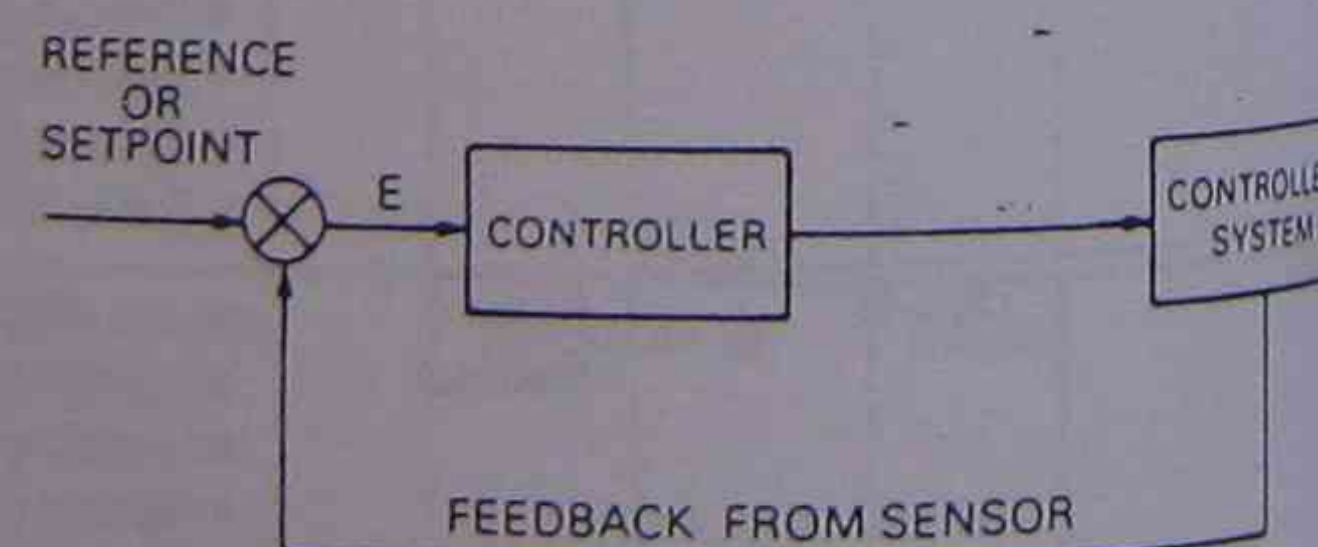 REFERENCE
OR
SETPOINT
E
CONTROLLER
SYSTEM
FEEDBACK FROM SENSOR